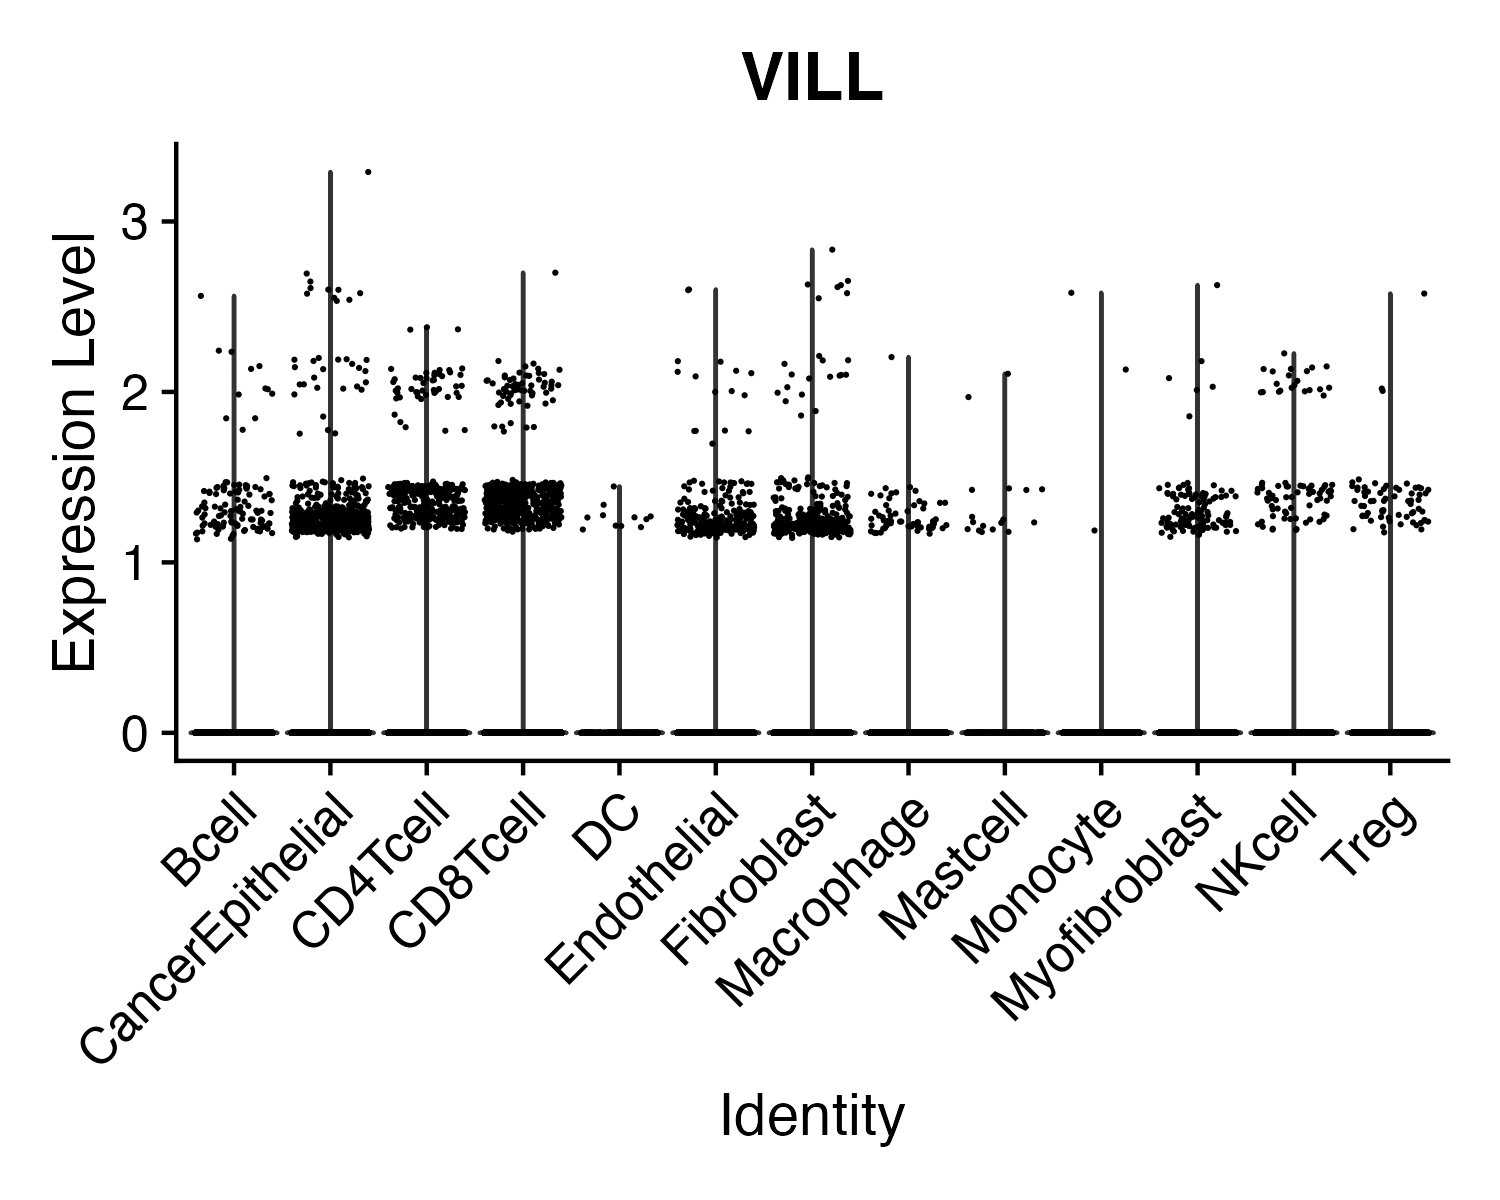 VILL
Expression Level
3
2
1
0
Bcell
CancerEpithelial
CD4Tcell
CD8Tcell
DC
Endothelial
Fibroblast
Macrophage
Mastcell
Monocyte
Myofibroblast
NKcell
Treg
Identity